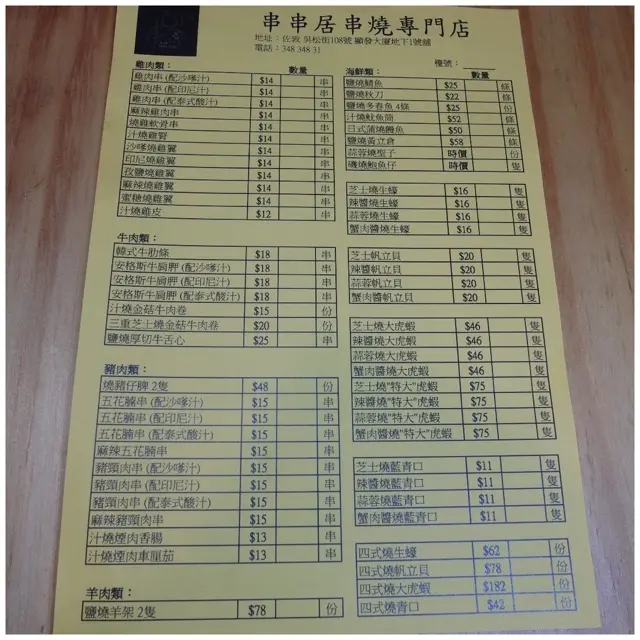 串串居串燒專門店
地址：佐敦 吳松街108號 顯發大廈地下1號舖
電話：348 348 31
檯號：
雞肉類： 數量
雞肉串 (配沙嗲汁) $14 串
雞肉串 (配印尼汁) $14 串
雞肉串 (配泰式酸汁) $14 串
麻辣雞肉串 $14 串
燒雞軟骨串 $14 串
汁燒雞腎 $14 串
沙嗲燒雞翼 $14 串
印尼燒雞翼 $14 串
孜鹽燒雞翼 $14 串
麻辣燒雞翼 $14 串
蜜糖燒雞翼 $14 串
汁燒雞皮 $12 串
牛肉類：
韓式牛肋條 $18 串
安格斯牛肩胛 (配沙嗲汁) $18 串
安格斯牛肩胛 (配印尼汁) $18 串
安格斯牛肩胛 (配泰式酸汁) $18 串
汁燒金菇牛肉卷 $15 份
三重芝士燒金菇牛肉卷 $20 份
鹽燒厚切牛舌心 $25 串
豬肉類：
燒豬仔脾 2隻 $48 份
五花腩串 (配沙嗲汁) $15 串
五花腩串 (配印尼汁) $15 串
五花腩串 (配泰式酸汁) $15 串
麻辣五花腩串 $15 串
豬頸肉串 (配沙嗲汁) $15 串
豬頸肉串 (配印尼汁) $15 串
豬頸肉串 (配泰式酸汁) $15 串
麻辣豬頸肉串 $15 串
汁燒煙肉香腸 $13 串
汁燒煙肉車厘茄 $13 串
羊肉類：
鹽燒羊架 2隻 $78 份
海鮮類： 數量
鹽燒鯖魚 $25 條
鹽燒秋刀 $22 條
鹽燒多春魚 4條 $25 份
汁燒魷魚筒 $52 條
日式蒲燒鰻魚 $50 條
鹽燒黃立倉 $58 條
蒜蓉燒聖子 時價 份
磯燒鮑魚仔 時價 隻
芝士燒生蠔 $16 隻
辣醬燒生蠔 $16 隻
蒜蓉燒生蠔 $16 隻
蟹肉醬燒生蠔 $16 隻
芝士帆立貝 $20 隻
辣醬帆立貝 $20 隻
蒜蓉帆立貝 $20 隻
蟹肉醬帆立貝 $20 隻
芝士燒大虎蝦 $46 隻
辣醬燒大虎蝦 $46 隻
蒜蓉燒大虎蝦 $46 隻
蟹肉醬燒大虎蝦 $46 隻
芝士燒"特大"虎蝦 $75 隻
辣醬燒"特大"虎蝦 $75 隻
蒜蓉燒"特大"虎蝦 $75 隻
蟹肉醬燒"特大"虎蝦 $75 隻
芝士燒藍青口 $11 隻
辣醬燒藍青口 $11 隻
蒜蓉燒藍青口 $11 隻
蟹肉醬燒藍青口 $11 隻
四式燒生蠔 $62 份
四式燒帆立貝 $78 份
四式燒大虎蝦 $182 份
四式燒青口 $42 份